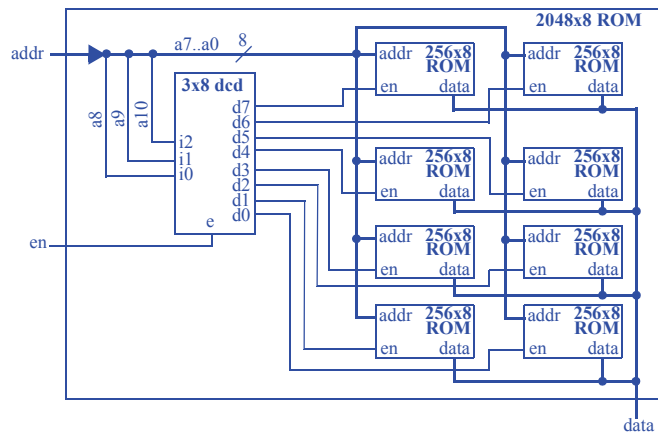 2048x8 ROM
addr
a7..a0
8
3x8 dcd
a8
a9
a10
i2
i1
i0
e
d7
d6
d5
d4
d3
d2
d1
d0
en
addr 256x8
ROM
en data
addr 256x8
ROM
en data
addr 256x8
ROM
en data
addr 256x8
ROM
en data
addr 256x8
ROM
en data
addr 256x8
ROM
en data
addr 256x8
ROM
en data
addr 256x8
ROM
en data
data